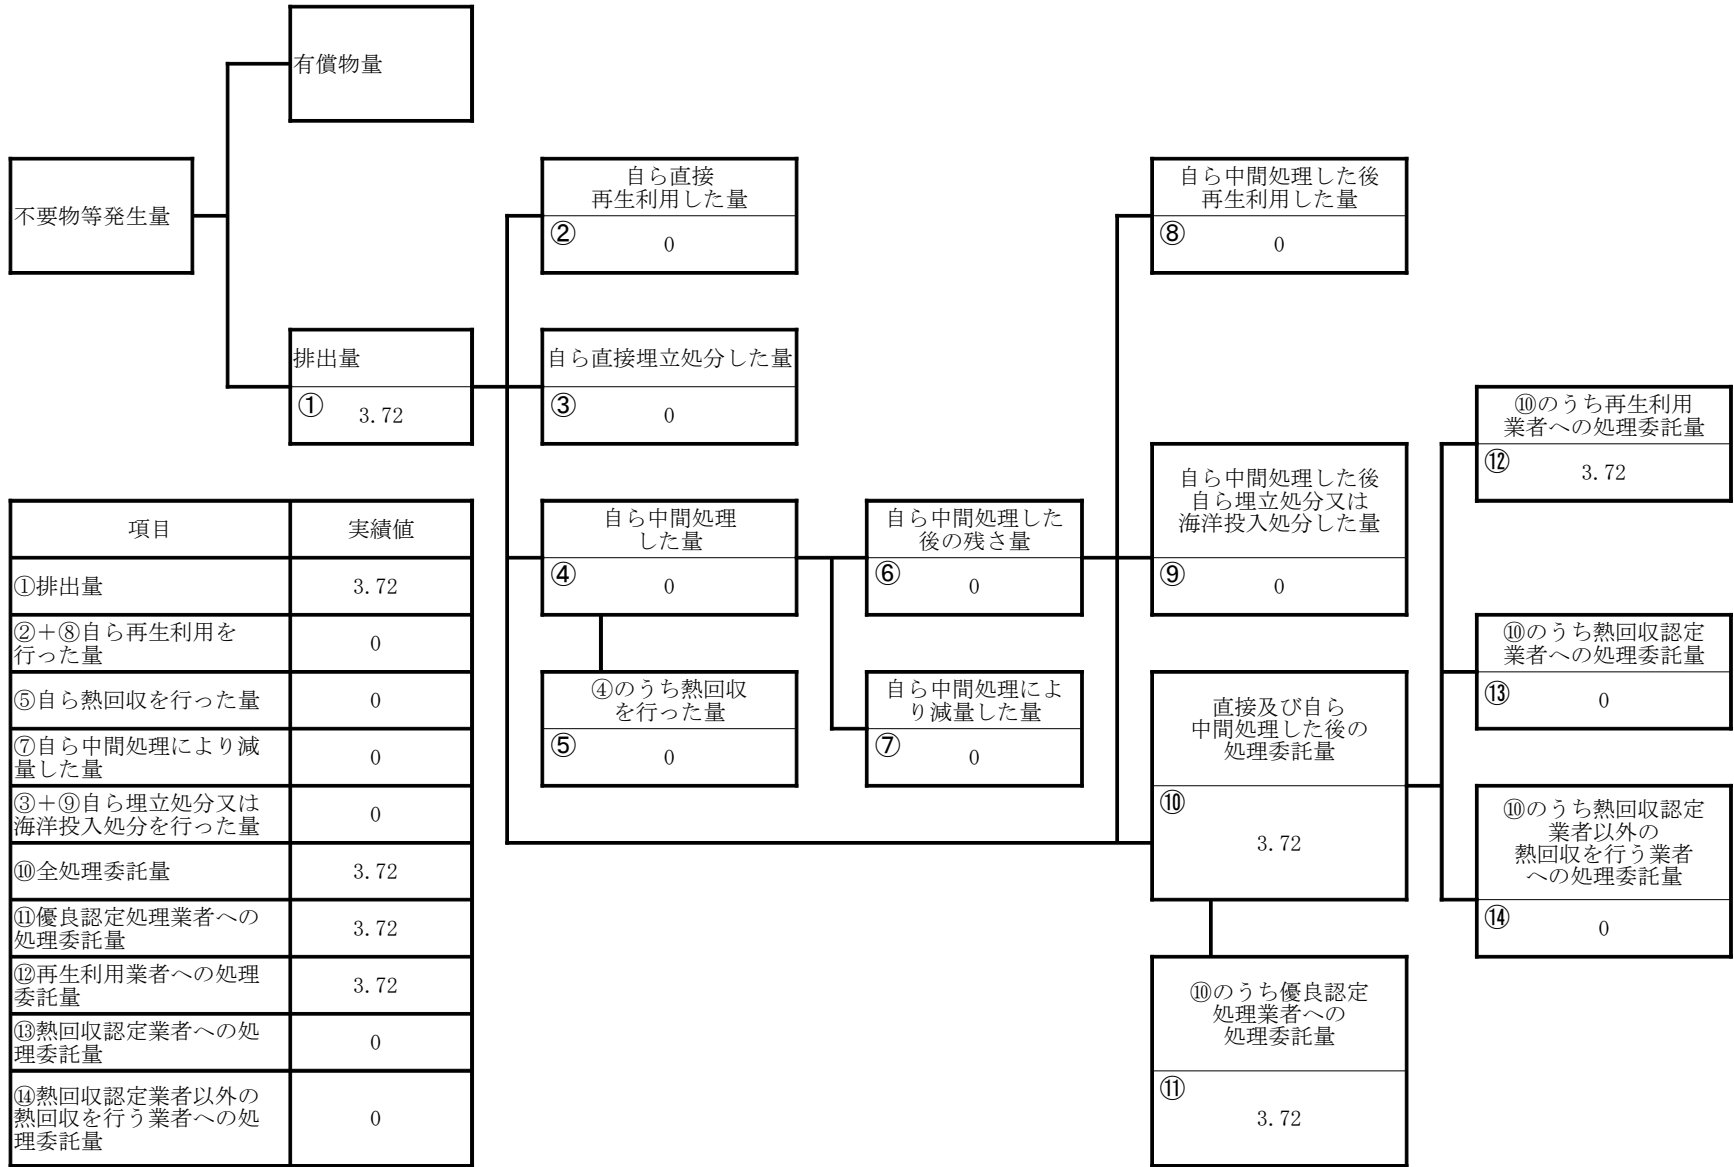 有償物量
不要物等発生量
自ら直接
再生利用した量
②
0
自ら中間処理した後
再生利用した量
⑧
0
排出量
①
3.72
自ら直接埋立処分した量
③
0
⑩のうち再生利用
業者への処理委託量
⑫
3.72
自ら中間処理
した量
④
0
自ら中間処理した
後の残さ量
⑥
0
自ら中間処理した後
自ら埋立処分又は
海洋投入処分した量
⑨
0
④のうち熱回収
を行った量
⑤
0
自ら中間処理によ
り減量した量
⑦
0
直接及び自ら
中間処理した後の
処理委託量
⑩
3.72
⑩のうち熱回収認定
業者への処理委託量
⑬
0
⑩のうち熱回収認定
業者以外の
熱回収を行う業者
への処理委託量
⑭
0
⑩のうち優良認定
処理業者への
処理委託量
⑪
3.72
項目 実績値
①排出量 3.72
②+⑧自ら再生利用を
行った量 0
⑤自ら熱回収を行った量 0
⑦自ら中間処理により減
量した量 0
③+⑨自ら埋立処分又は
海洋投入処分を行った量 0
⑩全処理委託量 3.72
⑪優良認定処理業者への
処理委託量 3.72
⑫再生利用業者への処理
委託量 3.72
⑬熱回収認定業者への処
理委託量 0
⑭熱回収認定業者以外の
熱回収を行う業者への処
理委託量 0